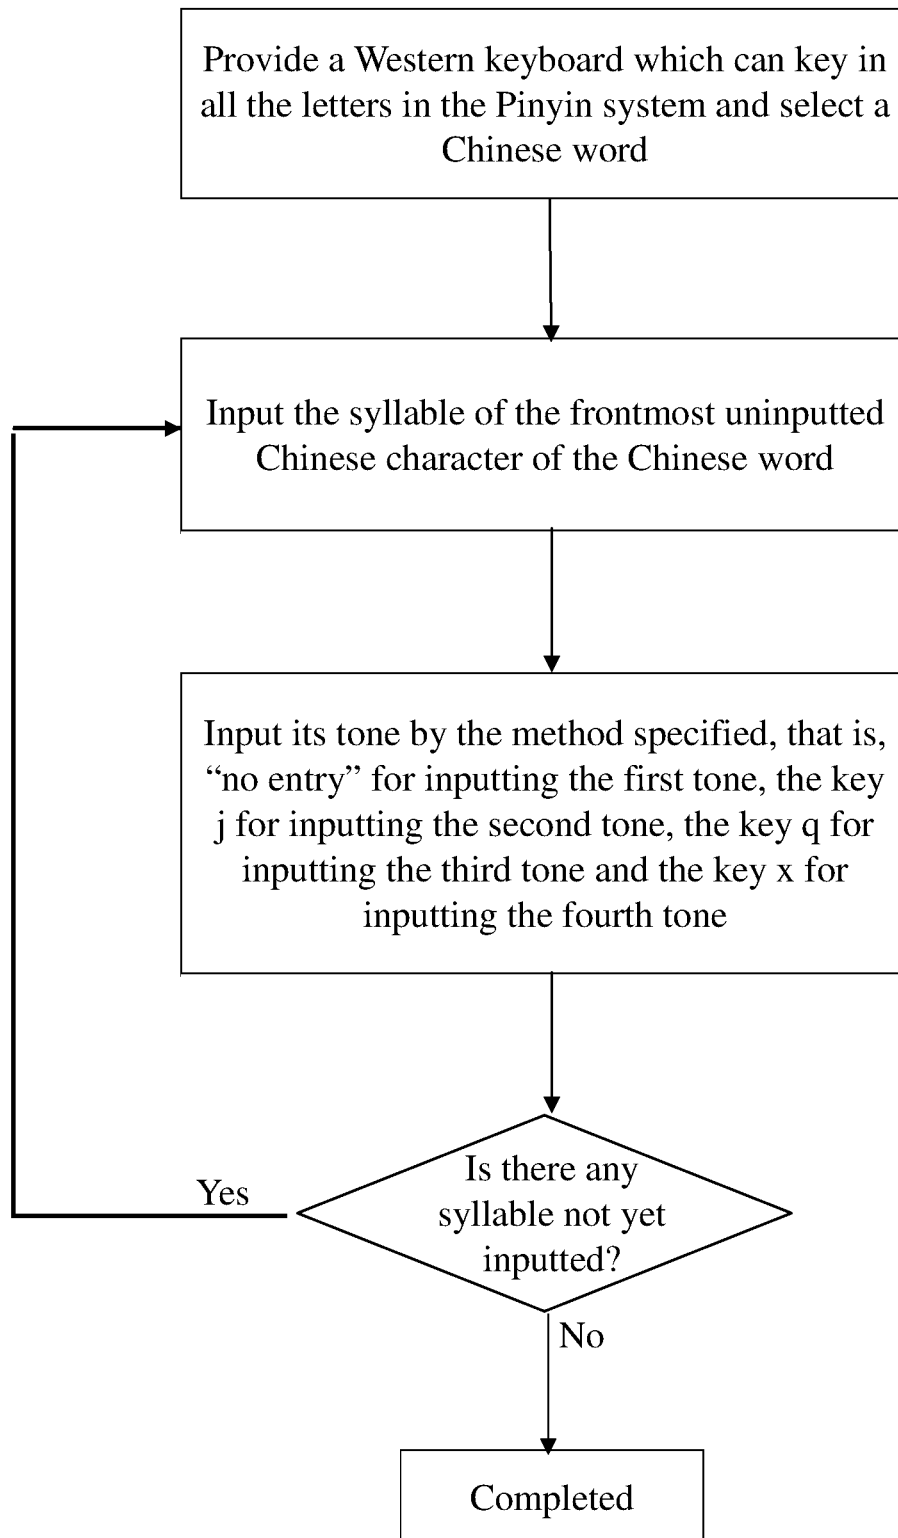 Provide a Western keyboard which can key in
all the letters in the Pinyin system and select a
Chinese word
Input the syllable of the frontmost uninputted
Chinese character of the Chinese word
Input its tone by the method specified, that is,
“no entry” for inputting the first tone, the key
j for inputting the second tone, the key q for
inputting the third tone and the key x for
inputting the fourth tone
Is there any
syllable not yet
inputted?
Yes
No
Completed